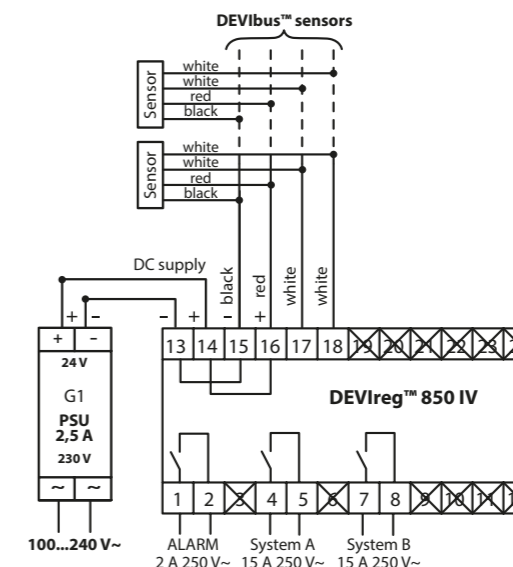 DEVIbus™ sensors
white
white
red
black
Sensor
white
white
red
black
Sensor
DC supply
black
red
white
white
+ –
– + – +
+ –
24 V
G1
PSU
2,5 A
230 V
~ ~
100...240 V~
13 14 15 16 17 18 19 20 21 22 23
DEVIreg™ 850 IV
1 2 3 4 5 6 7 8 9 10 11
ALARM System A System B
2 A 250 V~ 15 A 250 V~ 15 A 250 V~